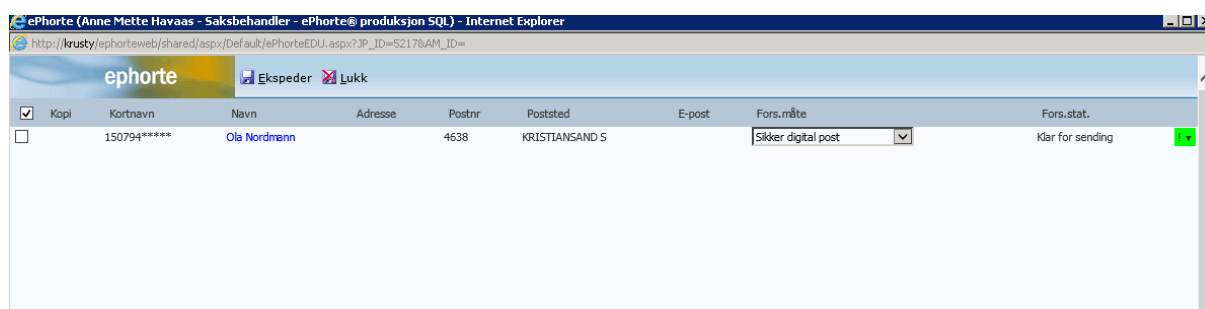 ePhorte (Anne Mette Havaas - Saksbehandler - ePhorte® produksjon SQL) - Internet Explorer
http://krusty/ephorteweb/shared/aspx/Default/ePhorteEDU.aspx?JP_ID=5217&AM_ID=
ephorte Ekspeder Lukk
Kopi Kortnavn Navn Adresse Postnr Poststed E-post Fors.måte Fors.stat.
150794***** Ola Nordmann 4638 KRISTIANSAND S Sikker digital post Klar for sending !